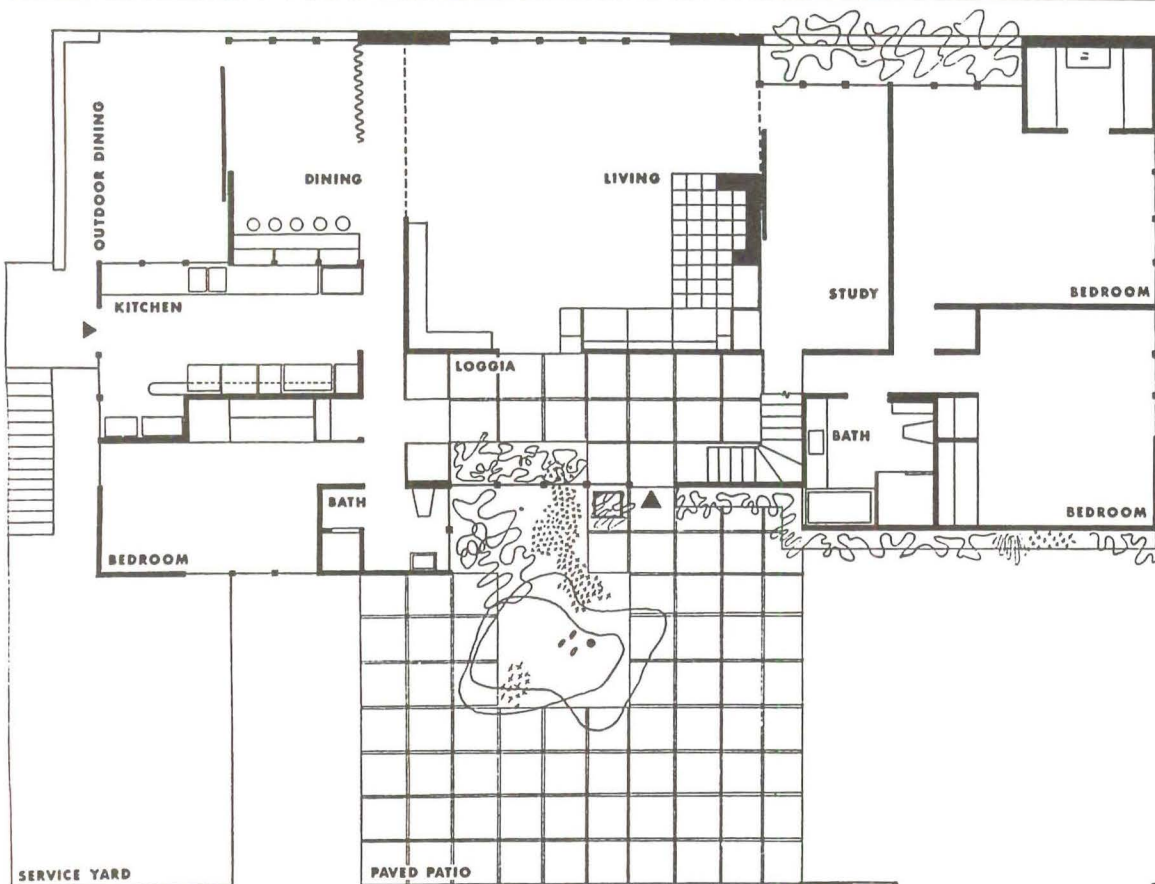 OUTDOOR DINING
DINING
LIVING
KITCHEN
STUDY
BEDROOM
LOGGIA
BATH
BATH
BEDROOM
BEDROOM
SERVICE YARD
PAVED PATIO